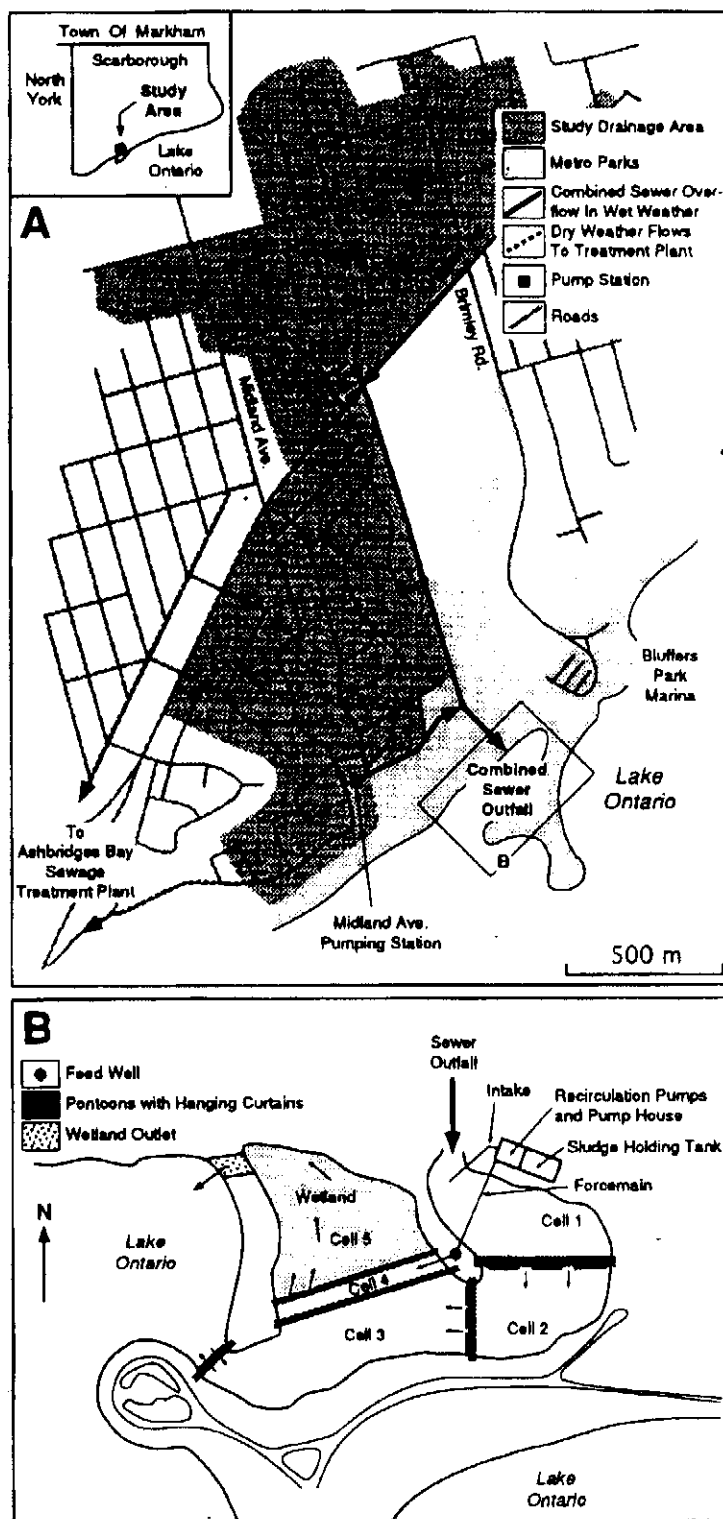 Town Of Markham
Scarborough
North
York
Study
Area
Lake
Ontario
A
Study Drainage Area
Metro Parks
Combined Sewer Over-
flow In Wet Weather
Dry Weather Flows
To Treatment Plant
Pump Station
Roads
Brimley Rd.
Midland Ave.
Bluffers
Park
Marina
Combined
Sewer
Outfall
Lake
Ontario
B
To
Ashbridges Bay
Sewage
Treatment Plant
Midland Ave.
Pumping Station
500 m
B
Feed Well
Pontoons with Hanging Curtains
Wetland Outlet
Sewer
Outfall
Intake
Recirculation Pumps
and Pump House
Sludge Holding Tank
Forcemain
N
Lake
Ontario
Wetland
Cell 5
Cell 1
Cell 4
Cell 3
Cell 2
Lake
Ontario